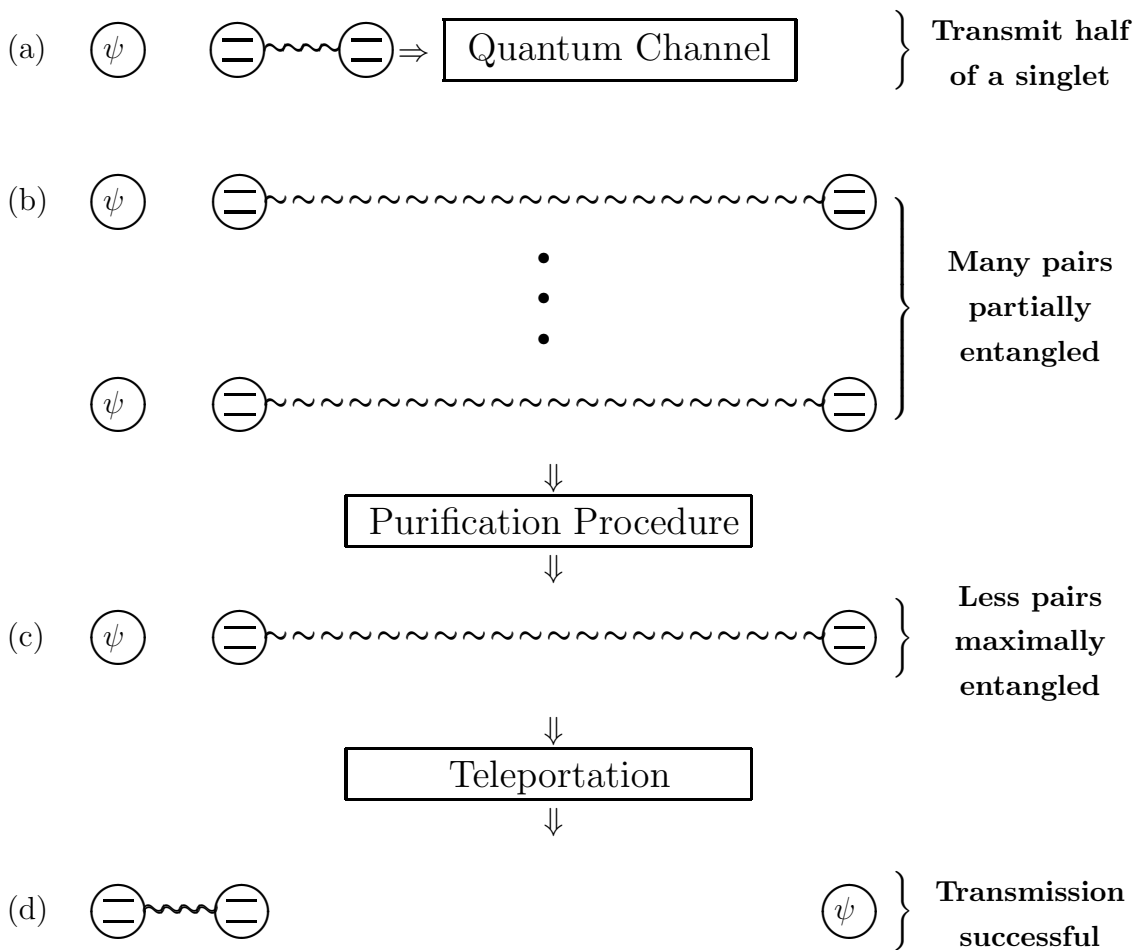 (a) ψ ⇒ Quantum Channel Transmit half
of a singlet
(b) ψ
Many pairs
partially
entangled
ψ
⇓
Purification Procedure
⇓
Less pairs
(c) ψ maximally
entangled
⇓
Teleportation
⇓
(d) ψ Transmission
successful